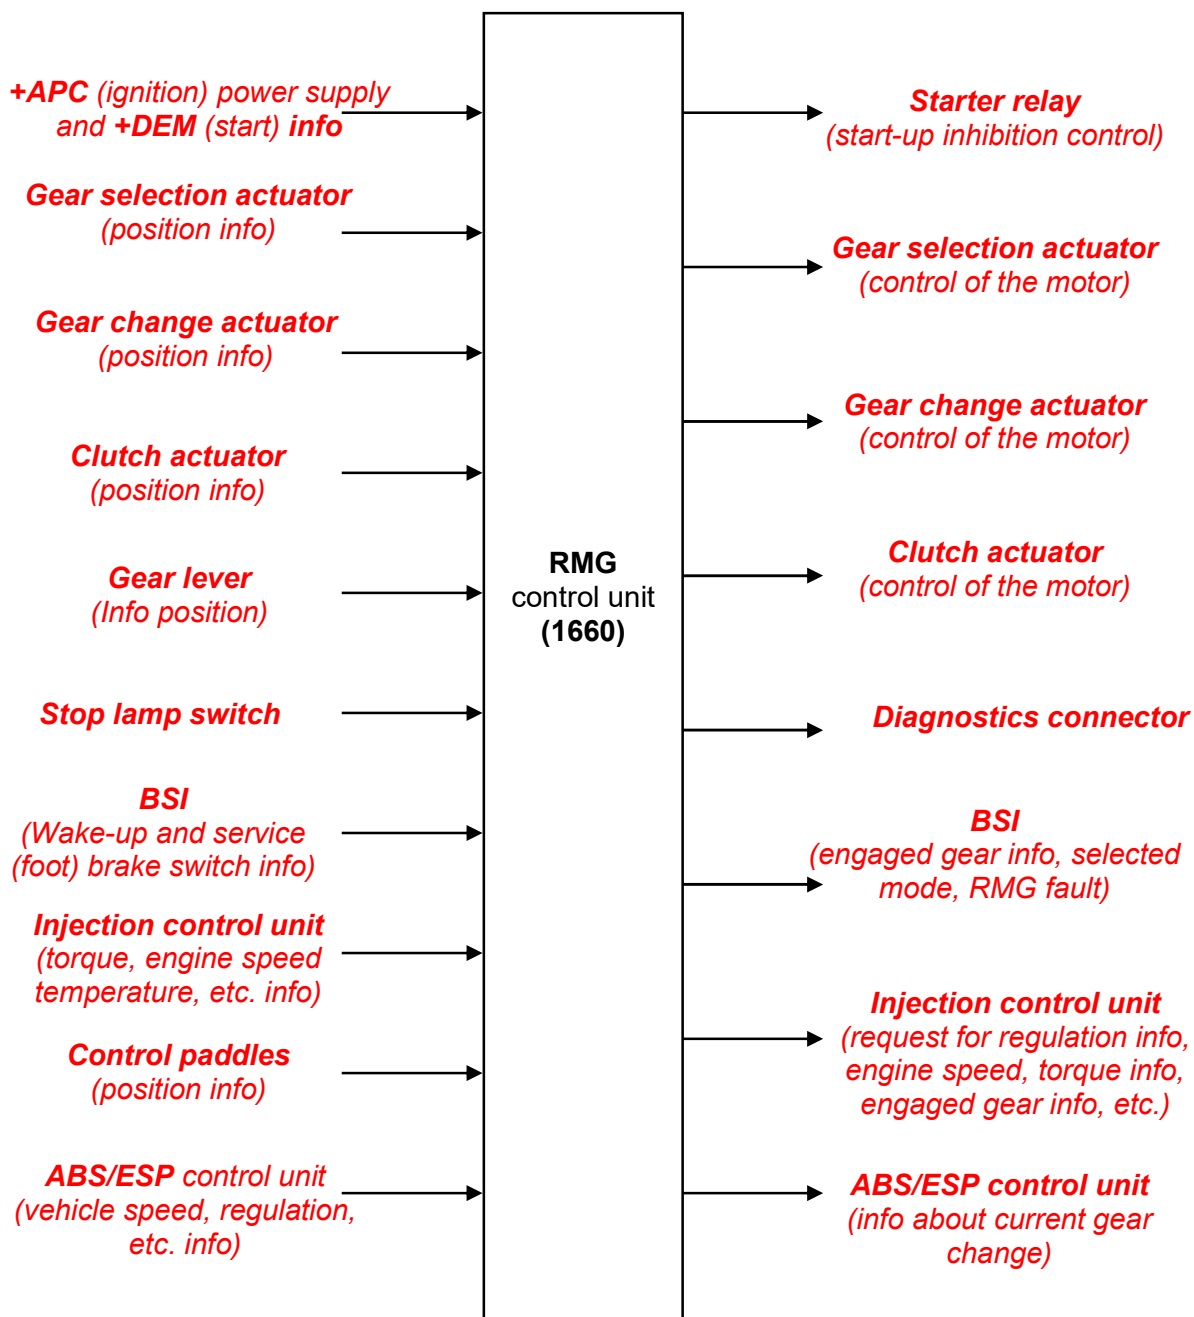 +APC (ignition) power supply
and +DEM (start) info
Gear selection actuator
(position info)
Gear change actuator
(position info)
Clutch actuator
(position info)
Gear lever
(Info position)
Stop lamp switch
BSI
(Wake-up and service
(foot) brake switch info)
Injection control unit
(torque, engine speed
temperature, etc. info)
Control paddles
(position info)
ABS/ESP control unit
(vehicle speed, regulation,
etc. info)
RMG
control unit
(1660)
Starter relay
(start-up inhibition control)
Gear selection actuator
(control of the motor)
Gear change actuator
(control of the motor)
Clutch actuator
(control of the motor)
Diagnostics connector
BSI
(engaged gear info, selected
mode, RMG fault)
Injection control unit
(request for regulation info,
engine speed, torque info,
engaged gear info, etc.)
ABS/ESP control unit
(info about current gear
change)